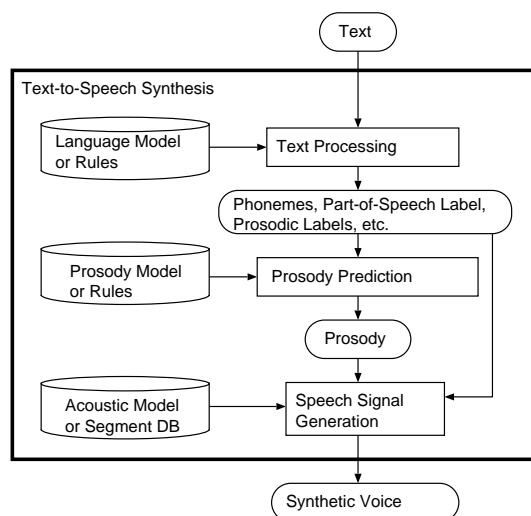 Text
Text-to-Speech Synthesis
Language Model
or Rules
Text Processing
Phonemes, Part-of-Speech Label,
Prosodic Labels, etc.
Prosody Model
or Rules
Prosody Prediction
Prosody
Acoustic Model
or Segment DB
Speech Signal
Generation
Synthetic Voice